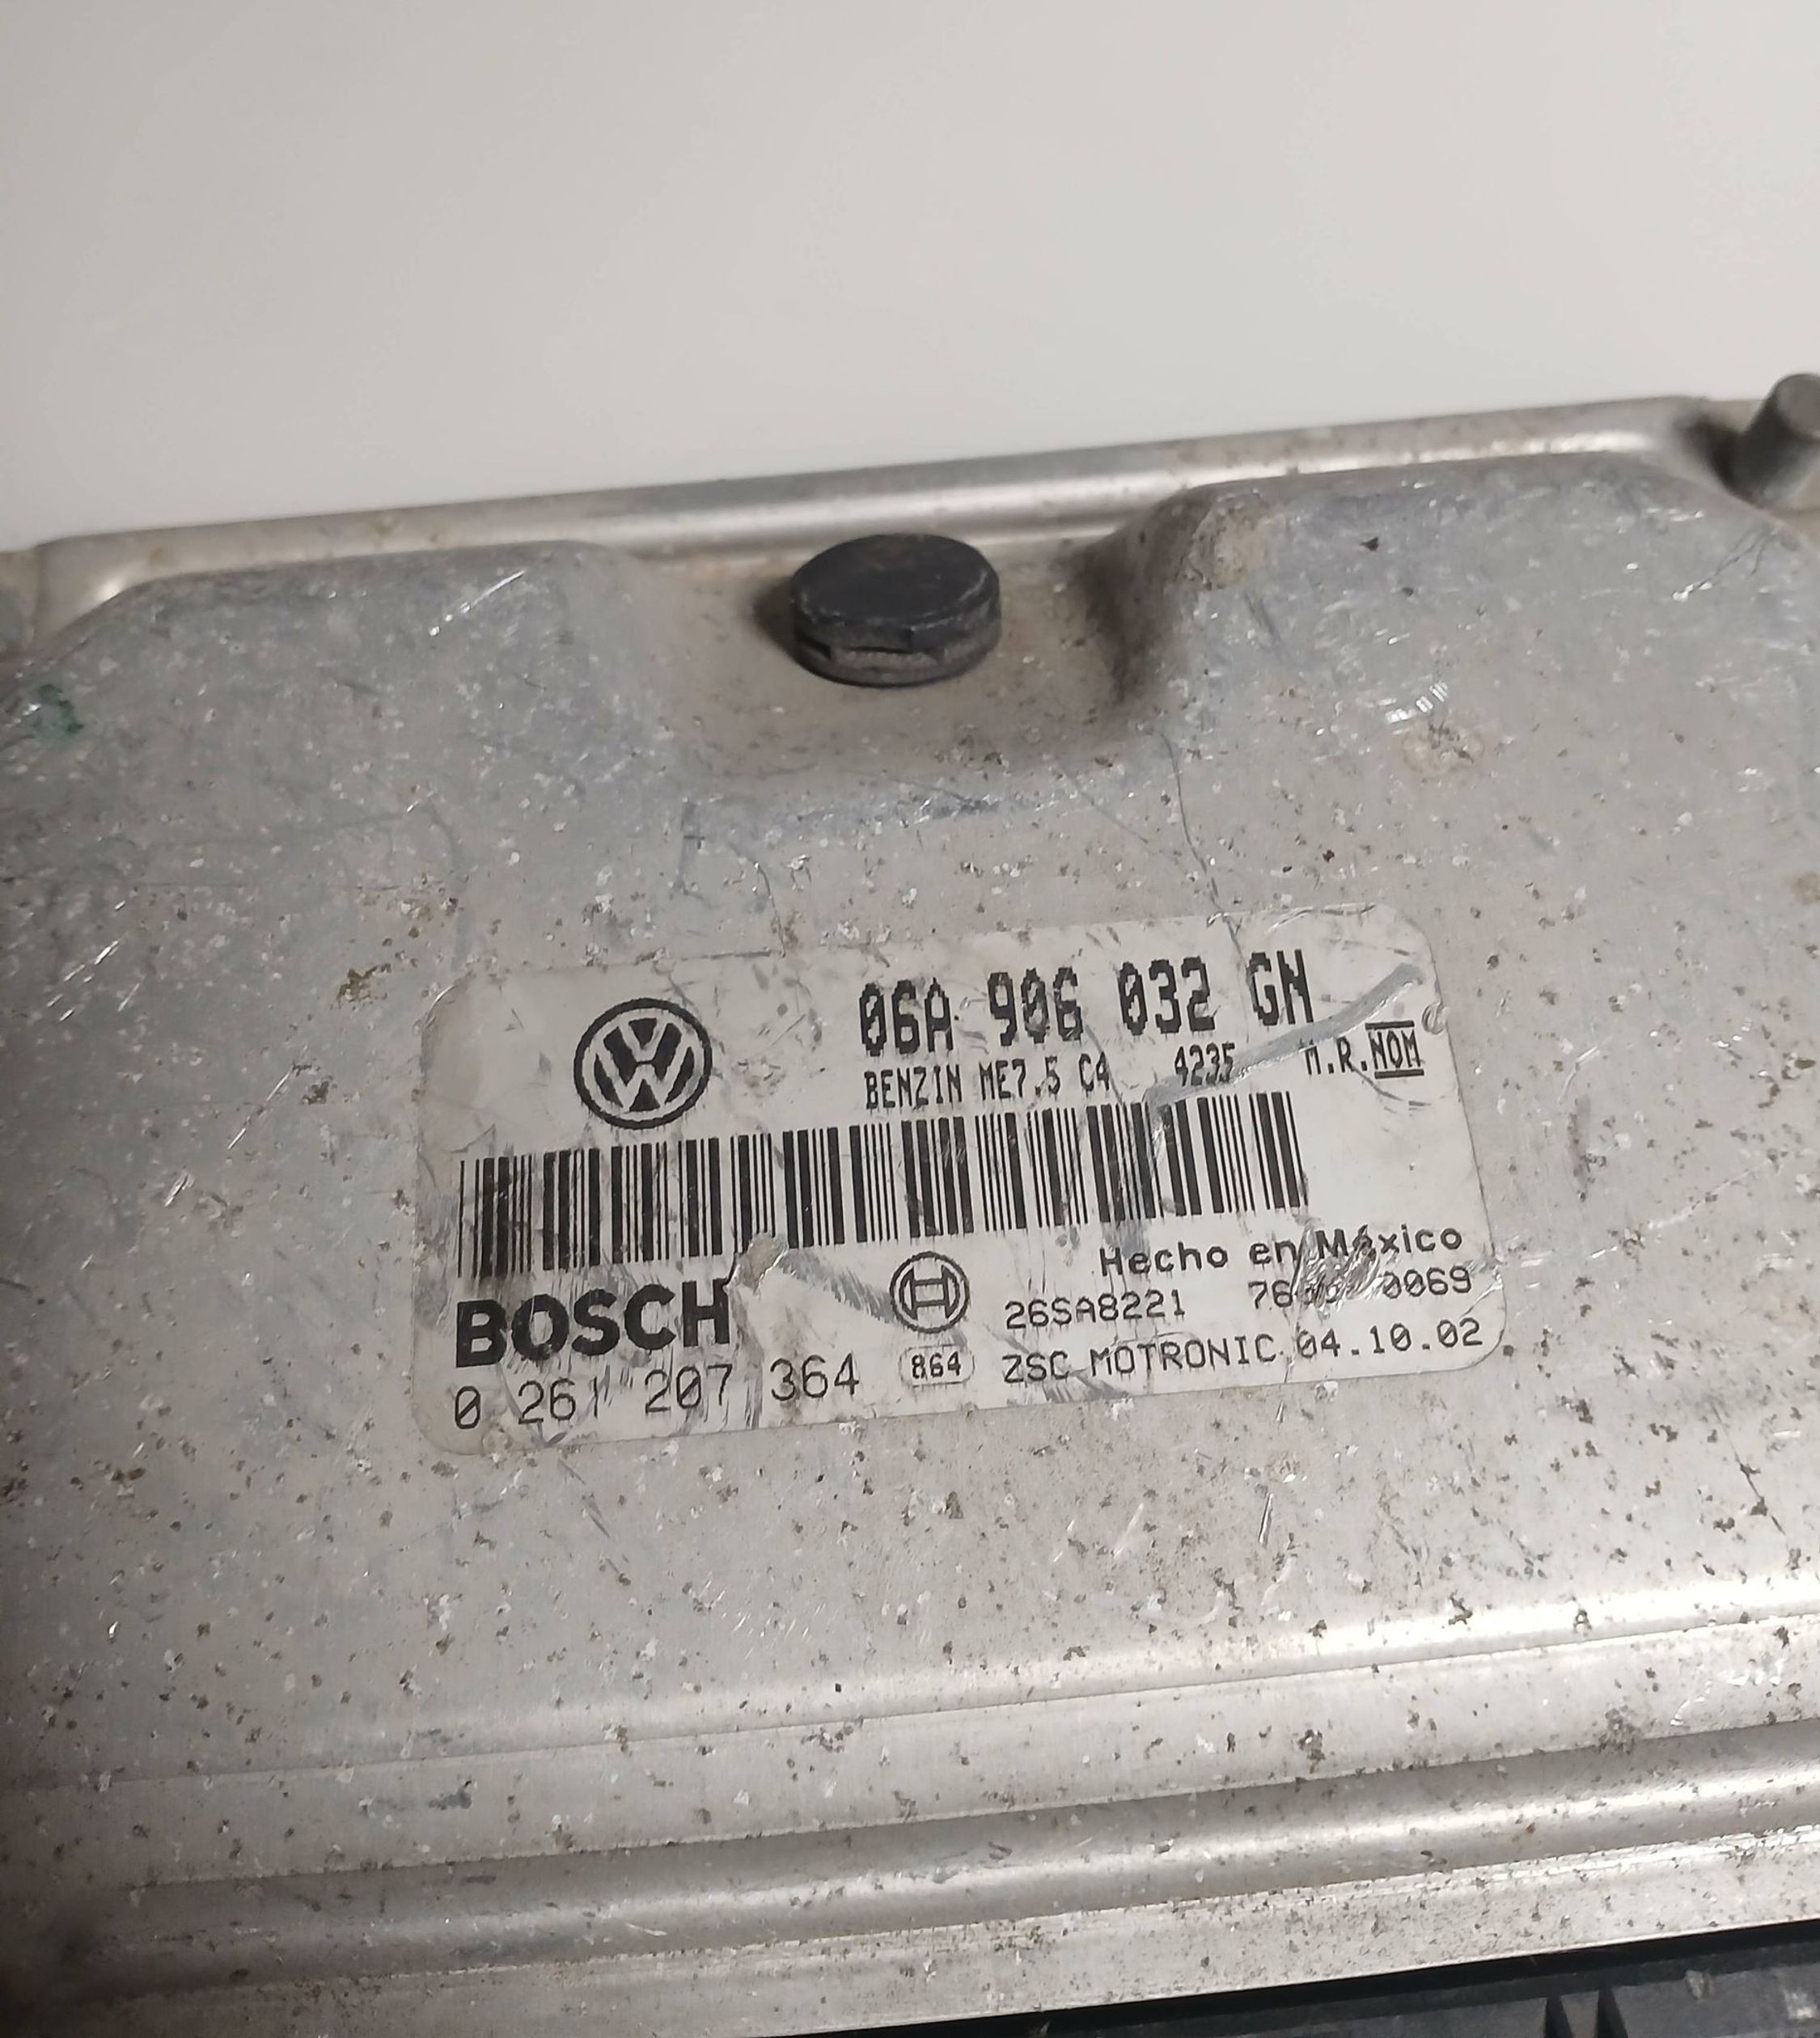 06A 906 032 GN
BENZIN ME7.5 C4 4235 M.R.NOM
Hecho en México
BOSCH 26SA8221 0069
0 261 207 364 864 ZSC MOTRONIC 04.10.02